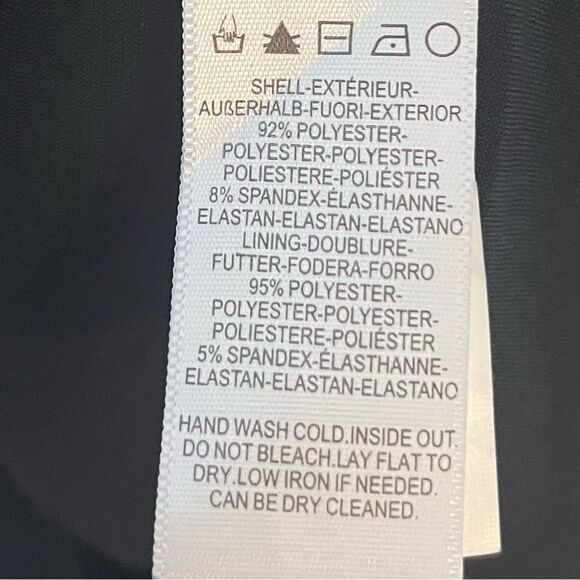 SHELL-EXTÉRIEUR-
AUßERHALB-FUORI-EXTERIOR
92% POLYESTER-
POLYESTER-POLYESTER-
POLIESTERE-POLIÉSTER
8% SPANDEX-ÉLASTHANNE-
ELASTAN-ELASTAN-ELASTANO
LINING-DOUBLURE-
FUTTER-FODERA-FORRO
95% POLYESTER-
POLYESTER-POLYESTER-
POLIESTERE-POLIÉSTER
5% SPANDEX-ÉLASTHANNE-
ELASTAN-ELASTAN-ELASTANO
HAND WASH COLD.INSIDE OUT.
DO NOT BLEACH.LAY FLAT TO
DRY.LOW IRON IF NEEDED.
CAN BE DRY CLEANED.